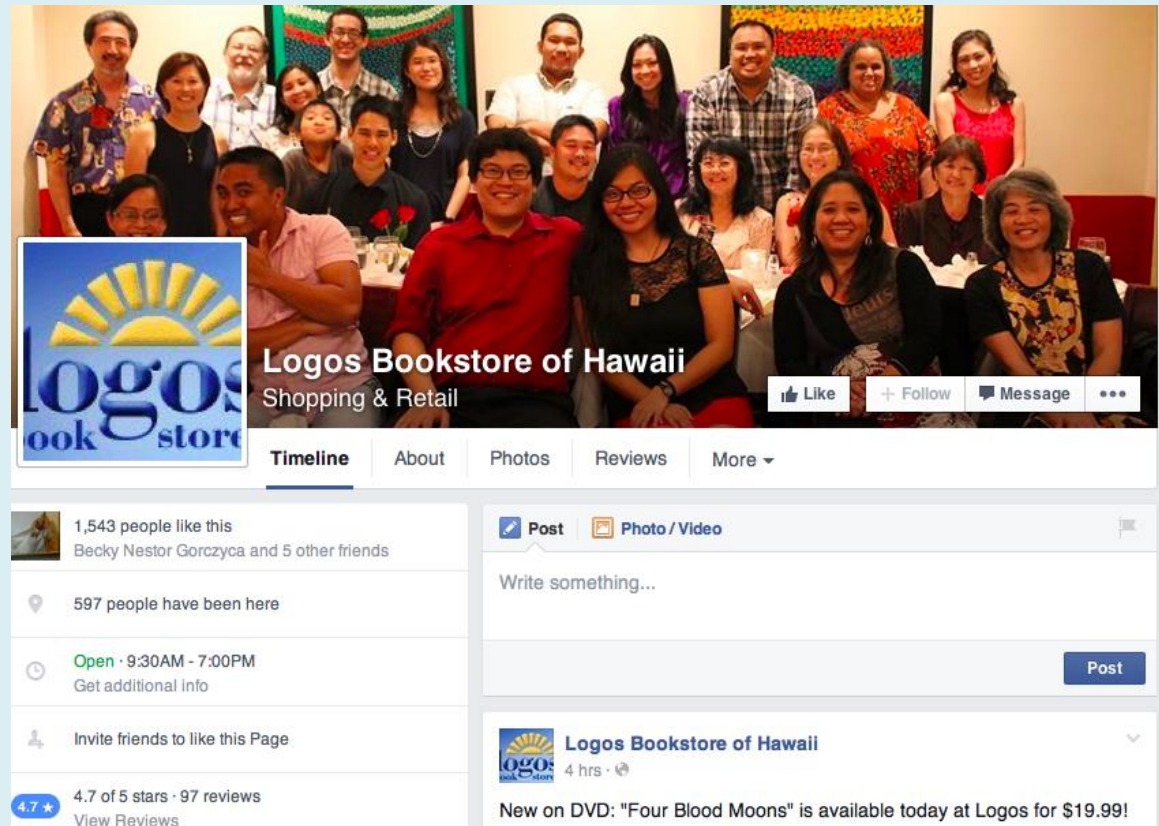 Logos Bookstore of Hawaii
Shopping & Retail
Like
+ Follow
Message
logos
book store
Timeline
About
Photos
Reviews
More
1,543 people like this
Becky Nestor Gorczyca and 5 other friends
597 people have been here
Open · 9:30AM - 7:00PM
Get additional info
Invite friends to like this Page
4.7 ★
4.7 of 5 stars · 97 reviews
View Reviews
Post
Photo / Video
Write something...
Post
logos
book store
Logos Bookstore of Hawaii
4 hrs ·
New on DVD: "Four Blood Moons" is available today at Logos for $19.99!